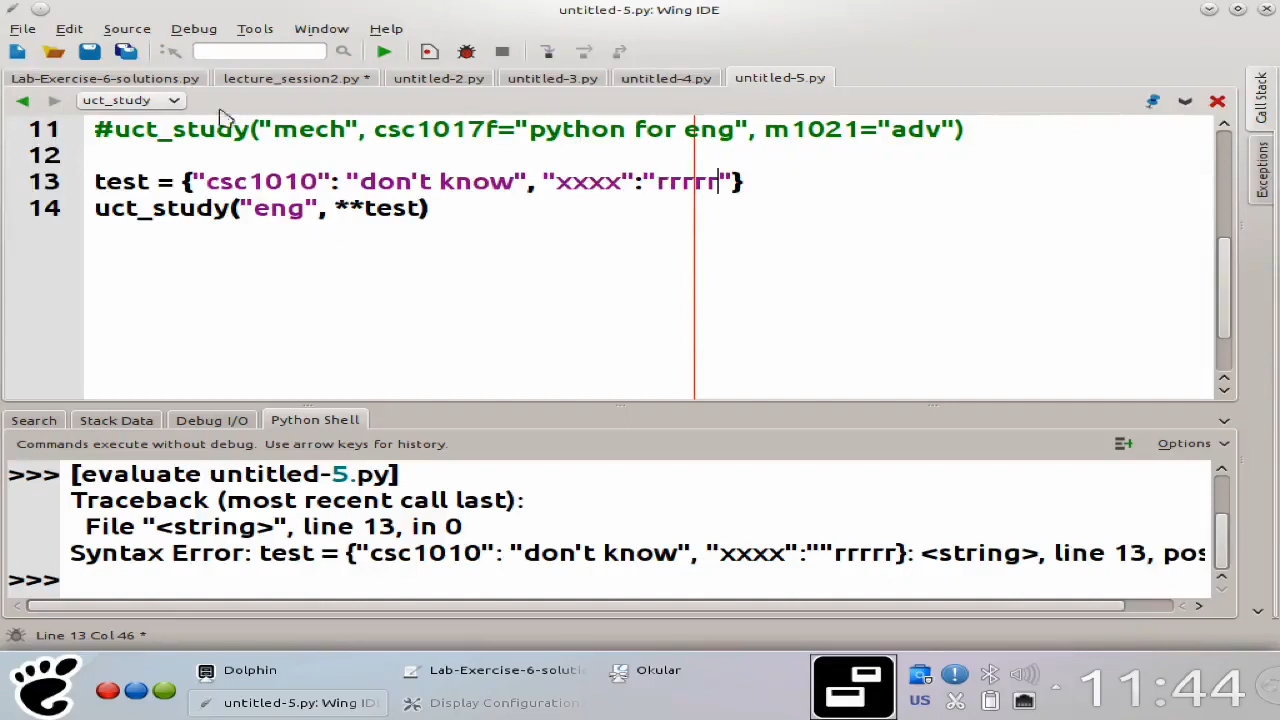 untitled-5.py: Wing IDE
File Edit Source Debug Tools Window Help
Lab-Exercise-6-solutions.py lecture_session2.py * untitled-2.py untitled-3.py untitled-4.py untitled-5.py
uct_study
11 #uct_study("mech", csc1017f="python for eng", m1021="adv")
12
13 test = {"csc1010": "don't know", "xxxx":"rrrrr"}
14 uct_study("eng", **test)
Call Stack
Exceptions
Search Stack Data Debug I/O Python Shell
Commands execute without debug. Use arrow keys for history. Options
>>> [evaluate untitled-5.py]
Traceback (most recent call last):
File "<string>", line 13, in 0
Syntax Error: test = {"csc1010": "don't know", "xxxx":""rrrrr}: <string>, line 13, pos
>>>
Line 13 Col 46 *
Dolphin Lab-Exercise-6-solutio Okular
untitled-5.py: Wing IDE Display Configuration
US
11:44